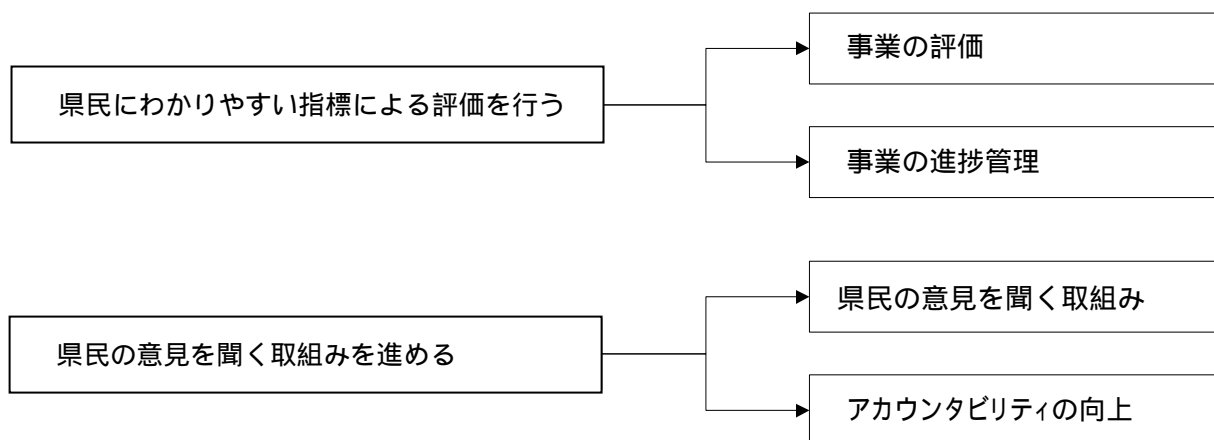 事業の評価
県民にわかりやすい指標による評価を行う
事業の進捗管理
県民の意見を聞く取組み
県民の意見を聞く取組みを進める
アカウンタビリティの向上